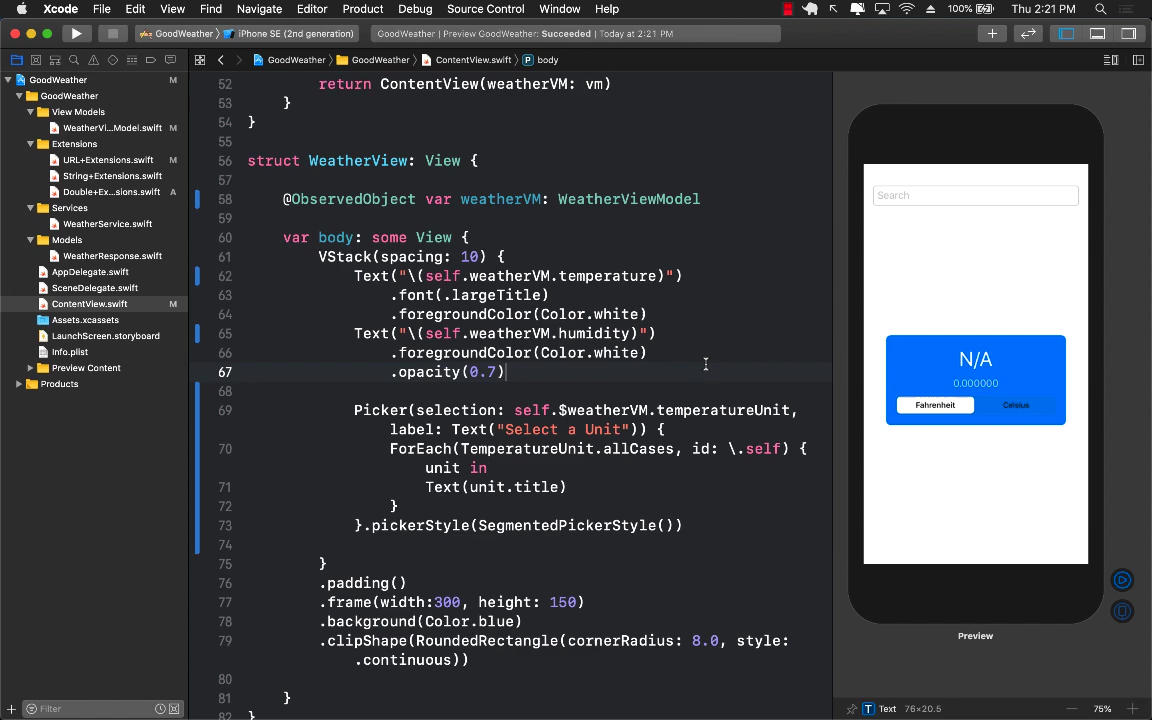 Xcode File Edit View Find Navigate Editor Product Debug Source Control Window Help 100% Thu 2:21 PM
GoodWeather iPhone SE (2nd generation) GoodWeather | Preview GoodWeather: Succeeded | Today at 2:21 PM
GoodWeather M
GoodWeather
View Models
WeatherVi...Model.swift M
Extensions
URL+Extensions.swift M
String+Extensions.swift
Double+Ex...sions.swift A
Services
WeatherService.swift
Models
WeatherResponse.swift
AppDelegate.swift
SceneDelegate.swift
ContentView.swift M
Assets.xcassets
LaunchScreen.storyboard
Info.plist
Preview Content
Products
Filter
GoodWeather GoodWeather ContentView.swift P body
52 return ContentView(weatherVM: vm)
53 }
54 }
55
56 struct WeatherView: View {
57
58 @ObservedObject var weatherVM: WeatherViewModel
59
60 var body: some View {
61 VStack(spacing: 10) {
62 Text("\(self.weatherVM.temperature)")
63 .font(.largeTitle)
64 .foregroundColor(Color.white)
65 Text("\(self.weatherVM.humidity)")
66 .foregroundColor(Color.white)
67 .opacity(0.7)
68
69 Picker(selection: self.$weatherVM.temperatureUnit,
label: Text("Select a Unit")) {
70 ForEach(TemperatureUnit.allCases, id: \.self) {
unit in
71 Text(unit.title)
72 }
73 }.pickerStyle(SegmentedPickerStyle())
74
75 }
76 .padding()
77 .frame(width:300, height: 150)
78 .background(Color.blue)
79 .clipShape(RoundedRectangle(cornerRadius: 8.0, style:
.continuous))
80
81 }
82 }
Search
N/A
0.000000
Fahrenheit Celsius
Preview
T Text 76×20.5 75%